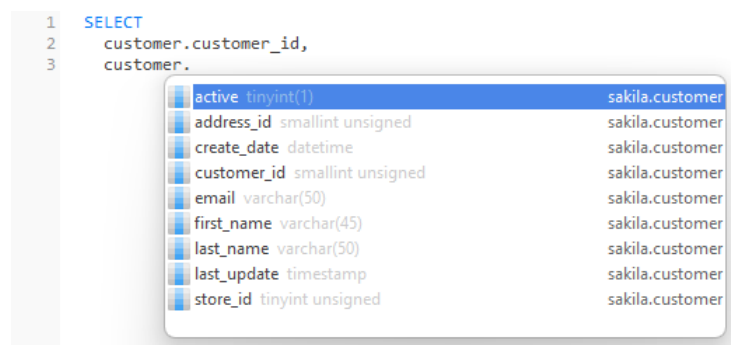 1 SELECT
2 customer.customer_id,
3 customer.
active tinyint(1) sakila.customer
address_id smallint unsigned sakila.customer
create_date datetime sakila.customer
customer_id smallint unsigned sakila.customer
email varchar(50) sakila.customer
first_name varchar(45) sakila.customer
last_name varchar(50) sakila.customer
last_update timestamp sakila.customer
store_id tinyint unsigned sakila.customer